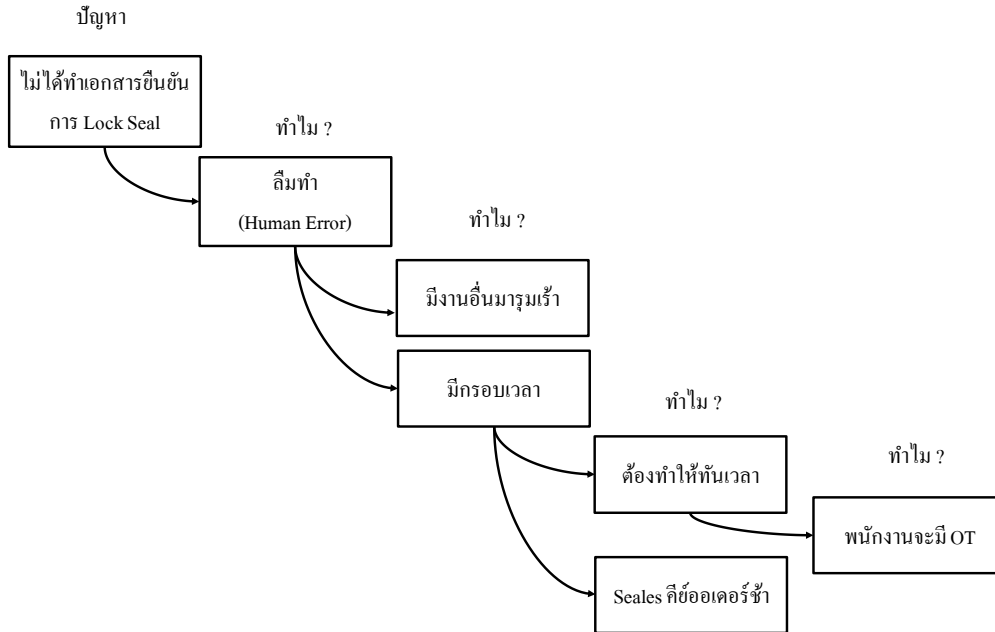 ปัญหา
ไม่ได้ทำเอกสารยืนยัน
การ Lock Seal
ทำไม ?
ลืมทำ
(Human Error)
ทำไม ?
มีงานอื่นมารุมเร้า
มีกรอบเวลา
ทำไม ?
ต้องทำให้ทันเวลา
ทำไม ?
พนักงานจะมี OT
Seales คีย์ออเดอร์ช้า